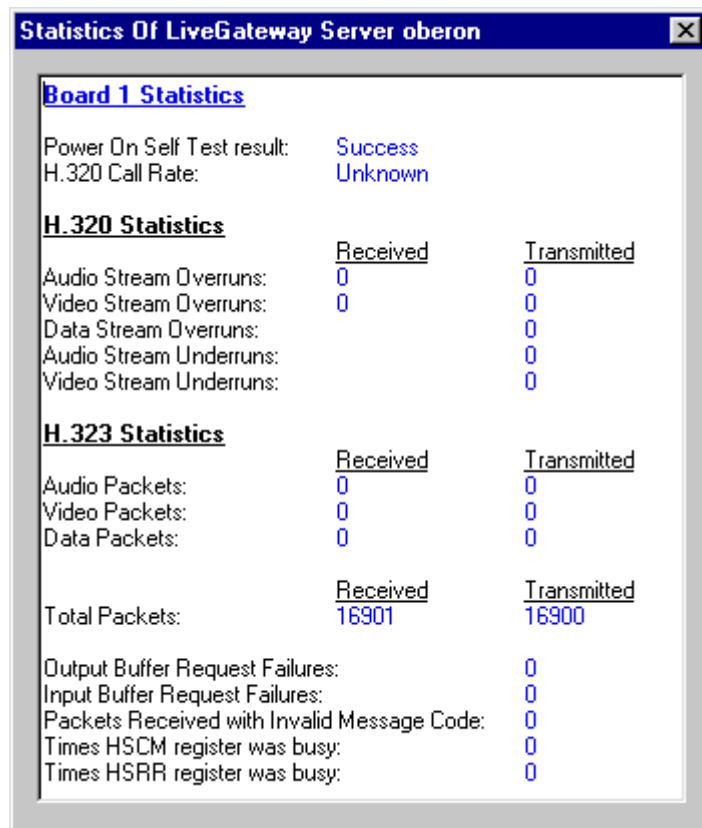 Statistics Of LiveGateway Server oberon
Board 1 Statistics
Power On Self Test result: Success
H.320 Call Rate: Unknown
H.320 Statistics
Received Transmitted
Audio Stream Overruns: 0 0
Video Stream Overruns: 0 0
Data Stream Overruns: 0
Audio Stream Underruns: 0
Video Stream Underruns: 0
H.323 Statistics
Received Transmitted
Audio Packets: 0 0
Video Packets: 0 0
Data Packets: 0 0
Received Transmitted
Total Packets: 16901 16900
Output Buffer Request Failures: 0
Input Buffer Request Failures: 0
Packets Received with Invalid Message Code: 0
Times HSCM register was busy: 0
Times HSRR register was busy: 0